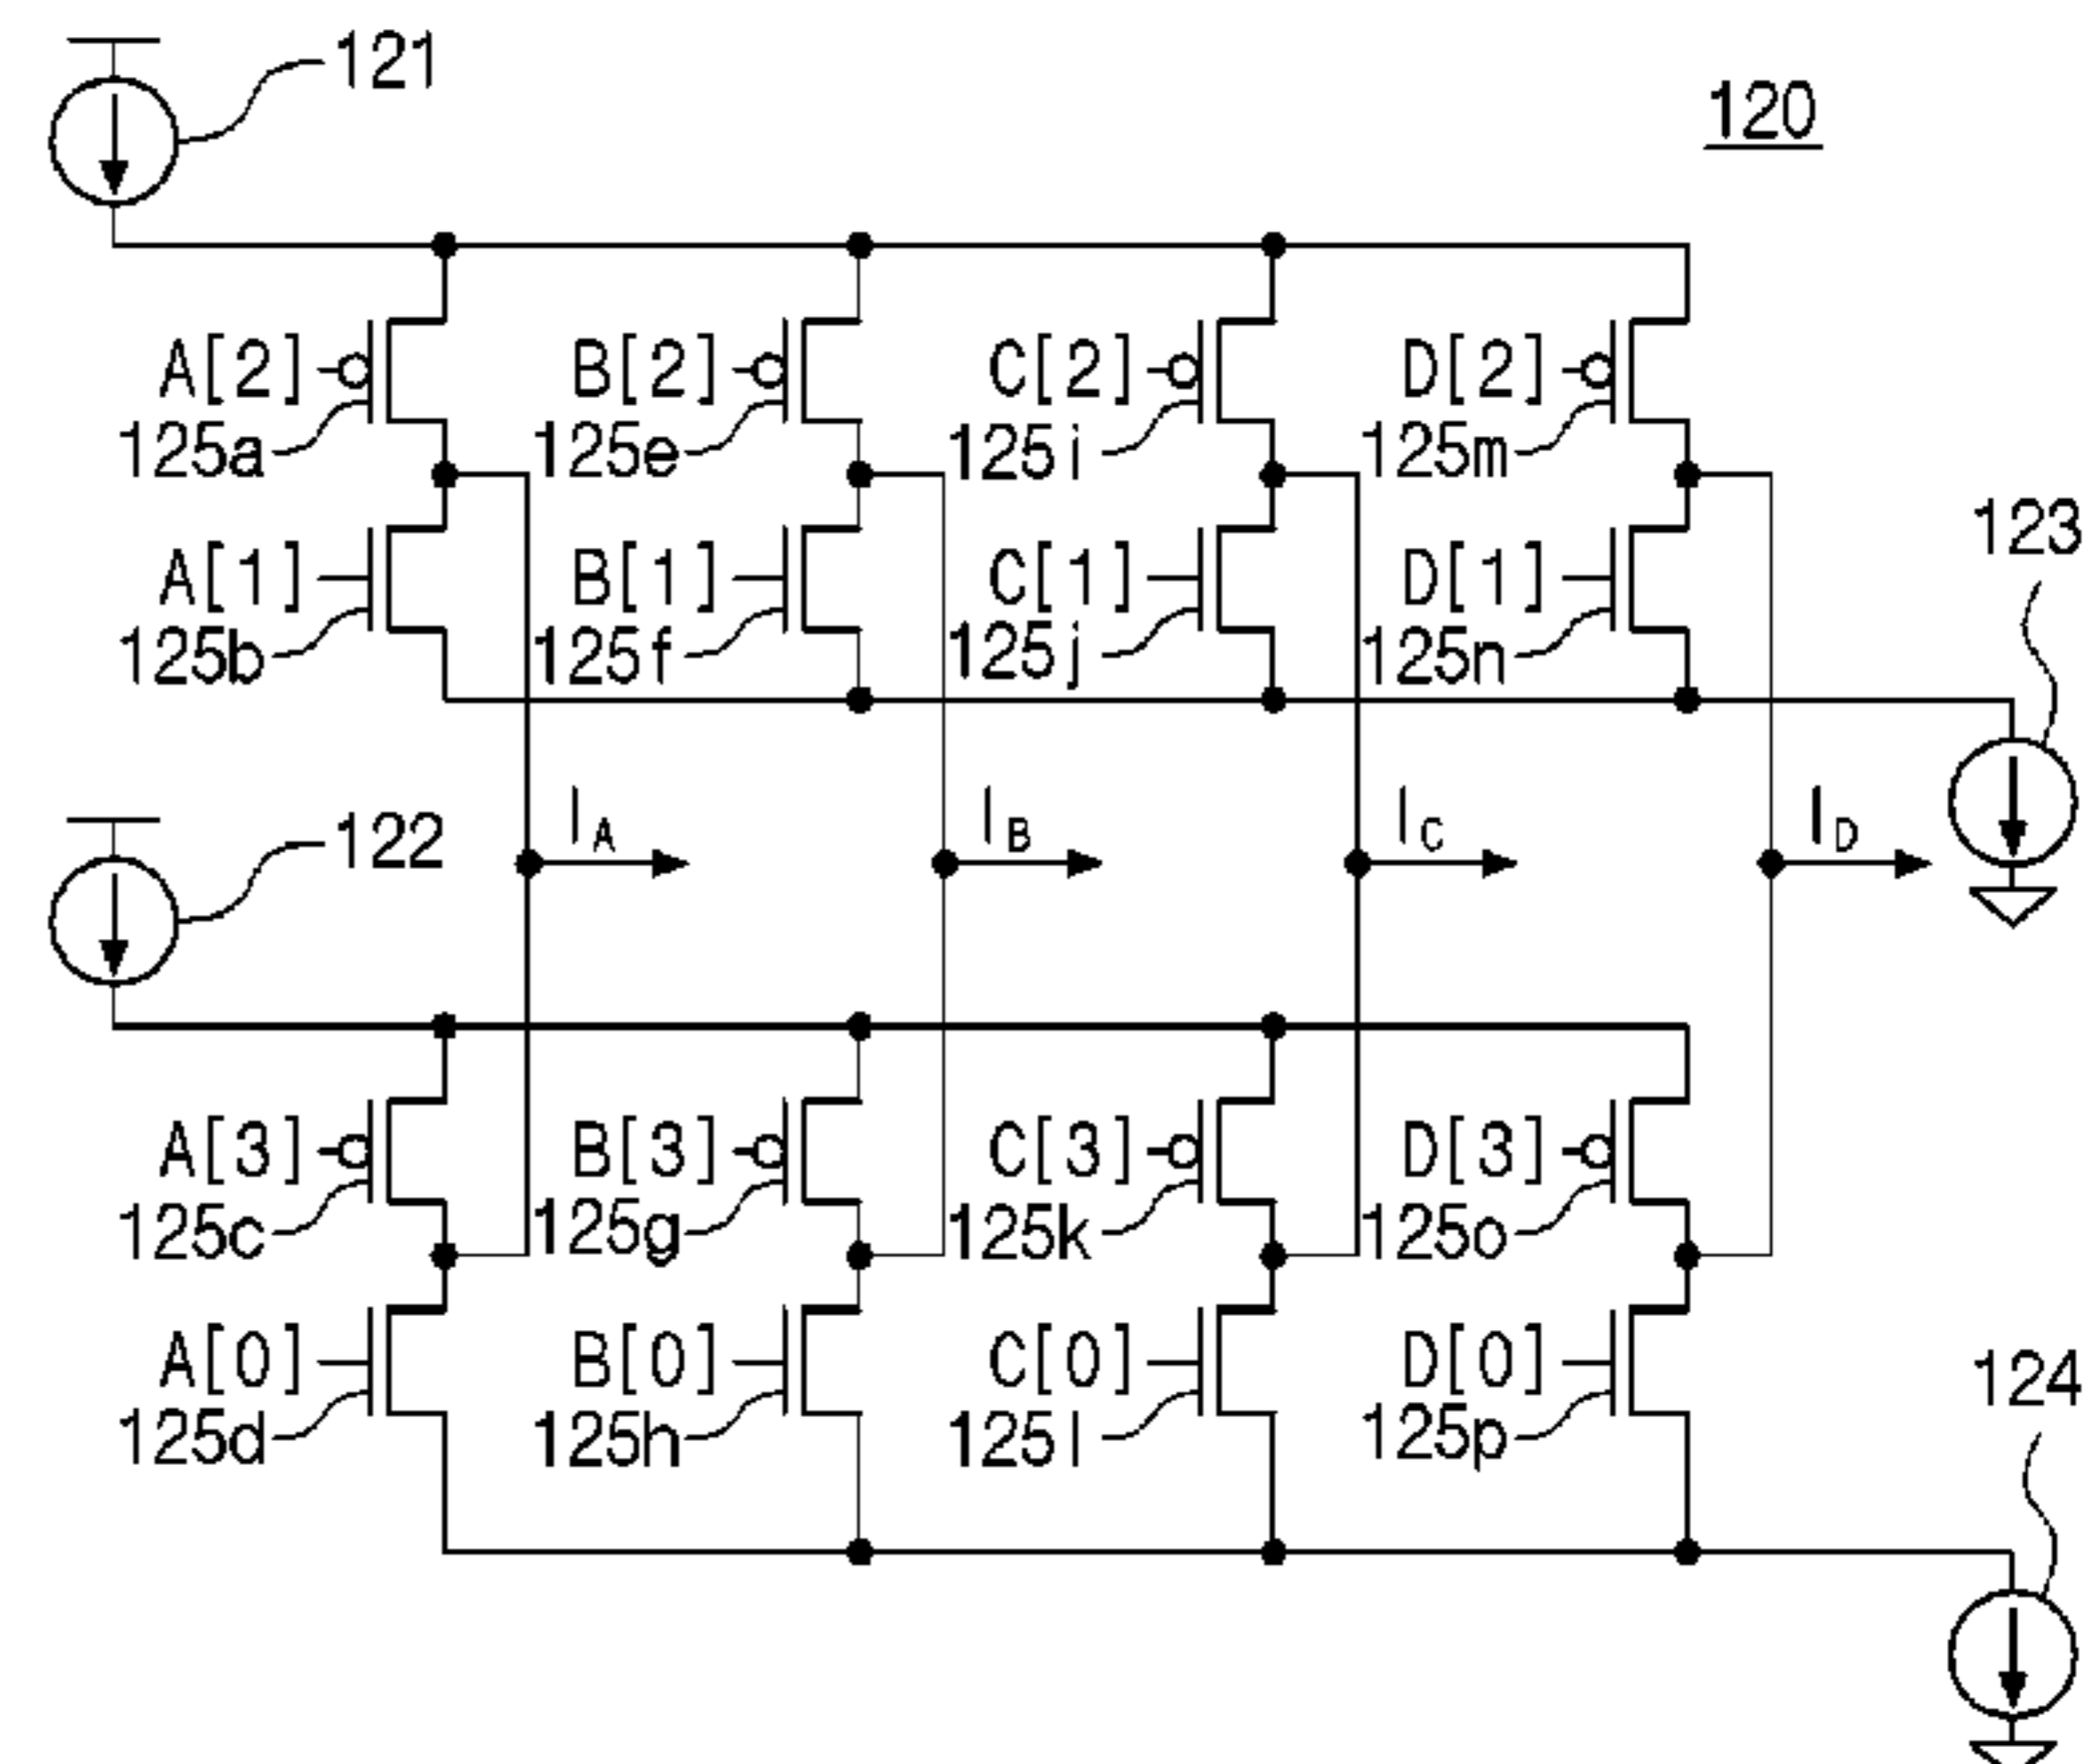 121
120
A[2] B[2] C[2] D[2]
125a 125e 125i 125m
123
A[1] B[1] C[1] D[1]
125b 125f 125j 125n
122
IA IB IC ID
A[3] B[3] C[3] D[3]
125c 125g 125k 125o
A[0] B[0] C[0] D[0]
124
125d 125h 125l 125p